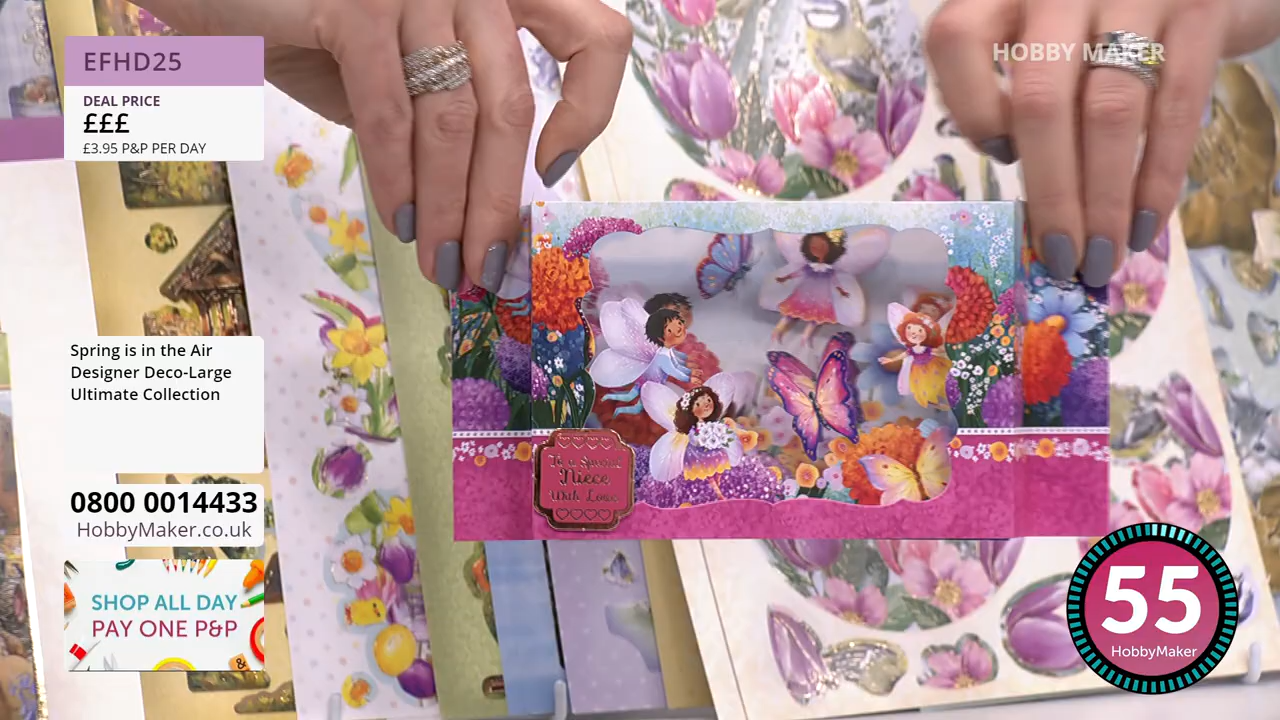 EFHD25
DEAL PRICE
£££
£3.95 P&P PER DAY
Spring is in the Air
Designer Deco-Large
Ultimate Collection
0800 0014433
HobbyMaker.co.uk
SHOP ALL DAY
PAY ONE P&P
HOBBY MAKER
To a Special
Niece
With Love
55
HobbyMaker